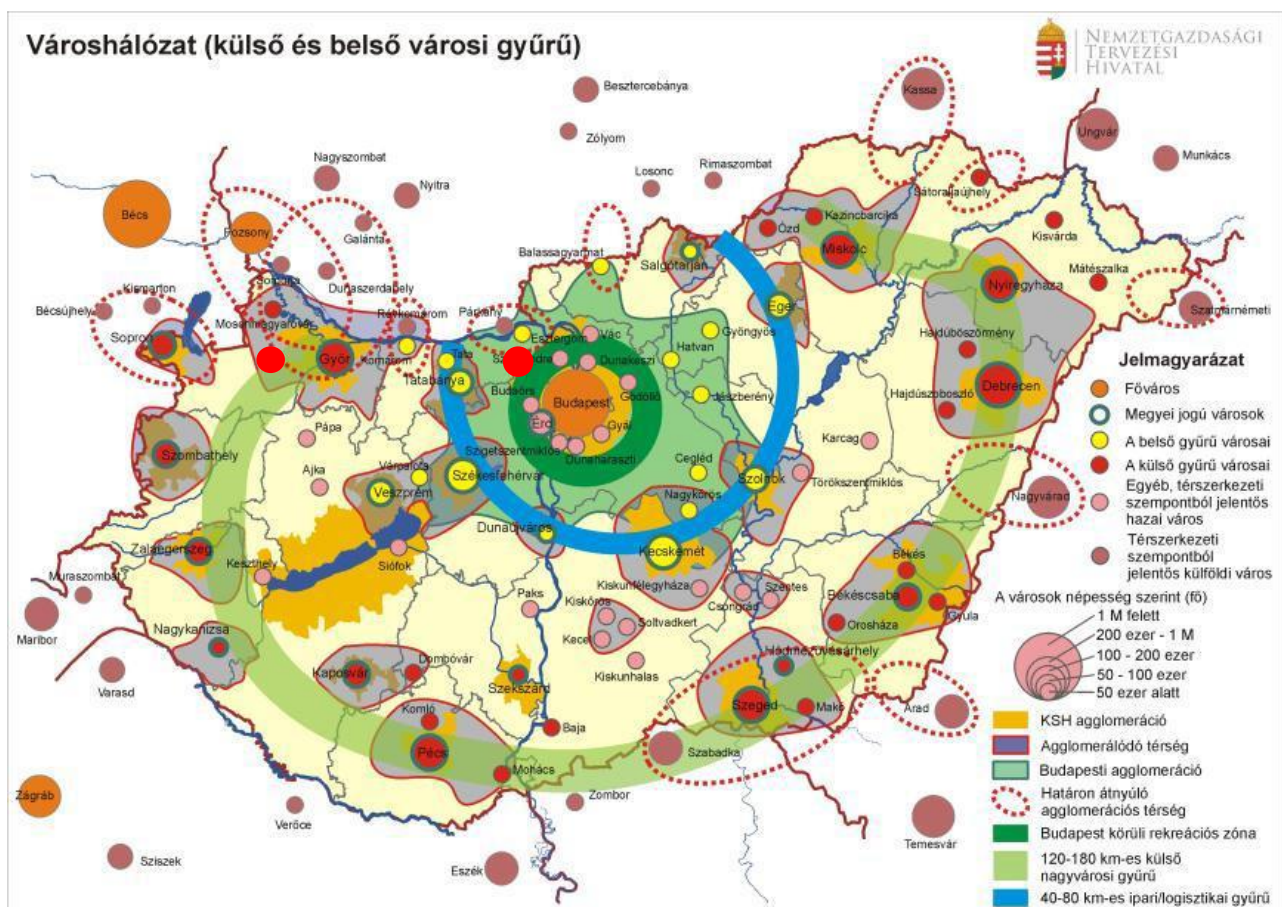 Városhálózat (külső és belső városi gyűrű)
NEMZETGAZDASÁGI
TERVEZÉSI
HIVATAL
Besztercebánya
Kassa
Zólyom
Ungvár
Munkács
Nagyszombat
Nyitra
Losonc
Rimaszombat
Sátoraljaújhely
Bécs
Pozsony
Galánta
Kazincbarcika
Ózd
Miskolc
Kisvárda
Balassagyarmat
Salgótarján
Mátészalka
Kismarton
Dunaszerdahely
Bécsújhely
Eger
Nyíregyháza
Szatmárnémeti
Mosonmagyaróvár
Révkomárom
Párkány
Esztergom
Vác
Gyöngyös
Hajdúböszörmény
Sopron
Győr
Komárom
Tata
Hatvan
Dunakeszi
Tatabánya
Gödöllő
Debrecen
Budaörs
Budapest
Jászberény
Hajdúszoboszló
Érd
Gyál
Pápa
Karcag
Szigetszentmiklós
Dunaharaszti
Szombathely
Ajka
Várpalota
Székesfehérvár
Cegléd
Szolnok
Törökszentmiklós
Veszprém
Nagykőrös
Nagyvárad
Dunaújváros
Kecskemét
Zalaegerszeg
Keszthely
Siófok
Békés
Muraszombat
Kiskunfélegyháza
Szentes
Paks
Csongrád
Békéscsaba
Maribor
Kiskőrös
Soltvadkert
Orosháza
Gyula
Nagykanizsa
Kecel
Hódmezővásárhely
Kaposvár
Dombóvár
Kiskunhalas
Varasd
Szekszárd
Szeged
Makó
Arad
Komló
Baja
Pécs
Szabadka
Mohács
Zágráb
Zombor
Verőce
Temesvár
Sziszek
Eszék
Jelmagyarázat
Főváros
Megyei jogú városok
A belső gyűrű városai
A külső gyűrű városai
Egyéb, térszerkezeti
szempontból jelentős
hazai város
Térszerkezeti
szempontból
jelentős külföldi város
A városok népesség szerint (fő)
1 M felett
200 ezer - 1 M
100 - 200 ezer
50 - 100 ezer
50 ezer alatt
KSH agglomeráció
Agglomerálódó térség
Budapesti agglomeráció
Határon átnyúló
agglomerációs térség
Budapest körüli rekreációs zóna
120-180 km-es külső
nagyvárosi gyűrű
40-80 km-es ipari/logisztikai gyűrű